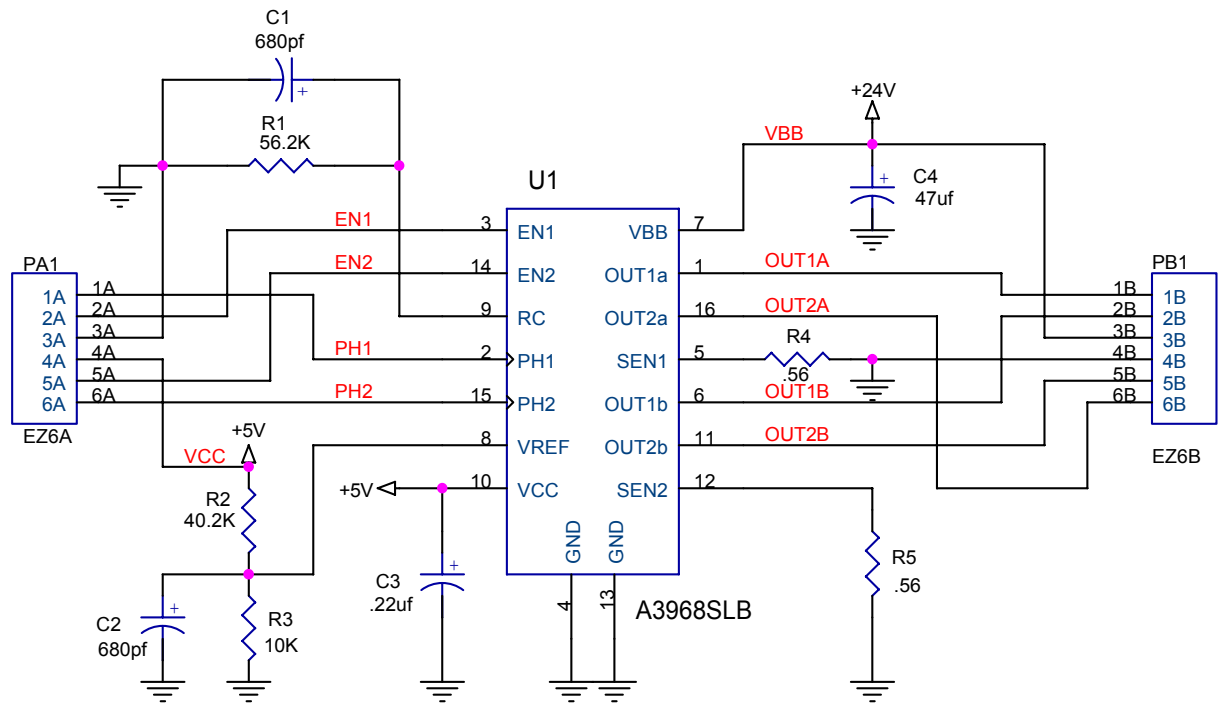 C1
680pf
+
R1
56.2K
+24V
VBB
+
C4
47uf
U1
EN1
3
EN1
VBB
7
PA1
EN2
14
EN2
OUT1a
1
OUT1A
PB1
1A
1A
1B
1B
2A
2A
9
RC
OUT2a
16
OUT2A
2B
2B
3A
3A
R4
.56
3B
3B
4A
4A
PH1
2
PH1
SEN1
5
4B
4B
5A
5A
5B
5B
6A
6A
PH2
15
PH2
OUT1b
6
OUT1B
6B
6B
EZ6A
+5V
VCC
8
VREF
OUT2b
11
OUT2B
EZ6B
R2
40.2K
+5V
10
VCC
SEN2
12
GND
GND
+
C3
.22uf
R5
.56
4
13
A3968SLB
+
C2
680pf
R3
10K